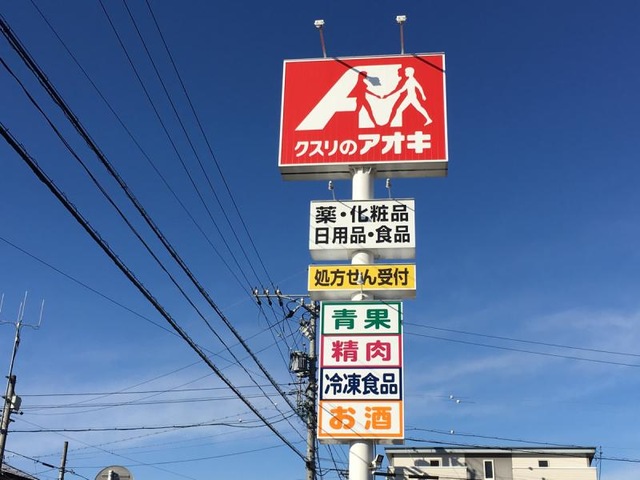 クスリのアオキ
薬・化粧品
日用品・食品
処方せん受付
青果
精肉
冷凍食品
お酒